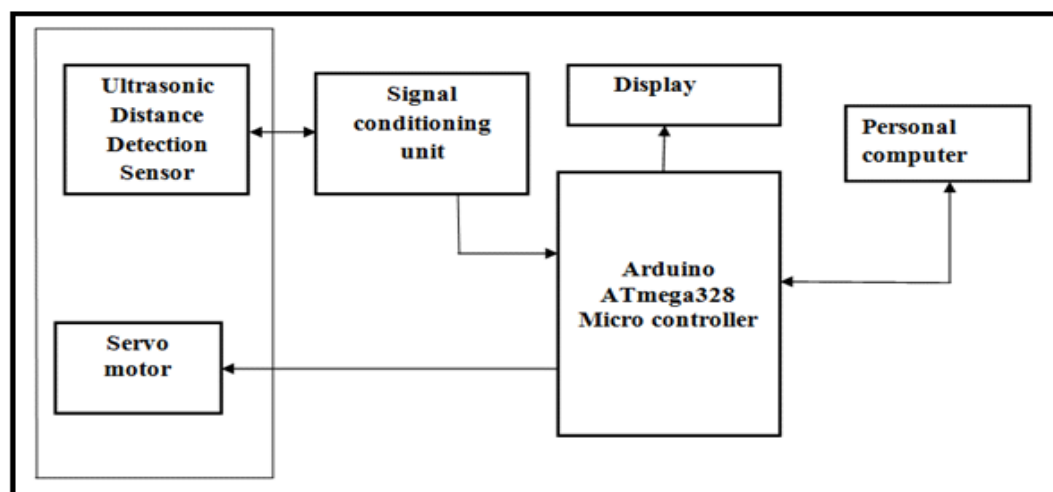 Ultrasonic
Distance
Detection
Sensor
Signal
conditioning
unit
Display
Personal
computer
Arduino
ATmega328
Micro controller
Servo
motor